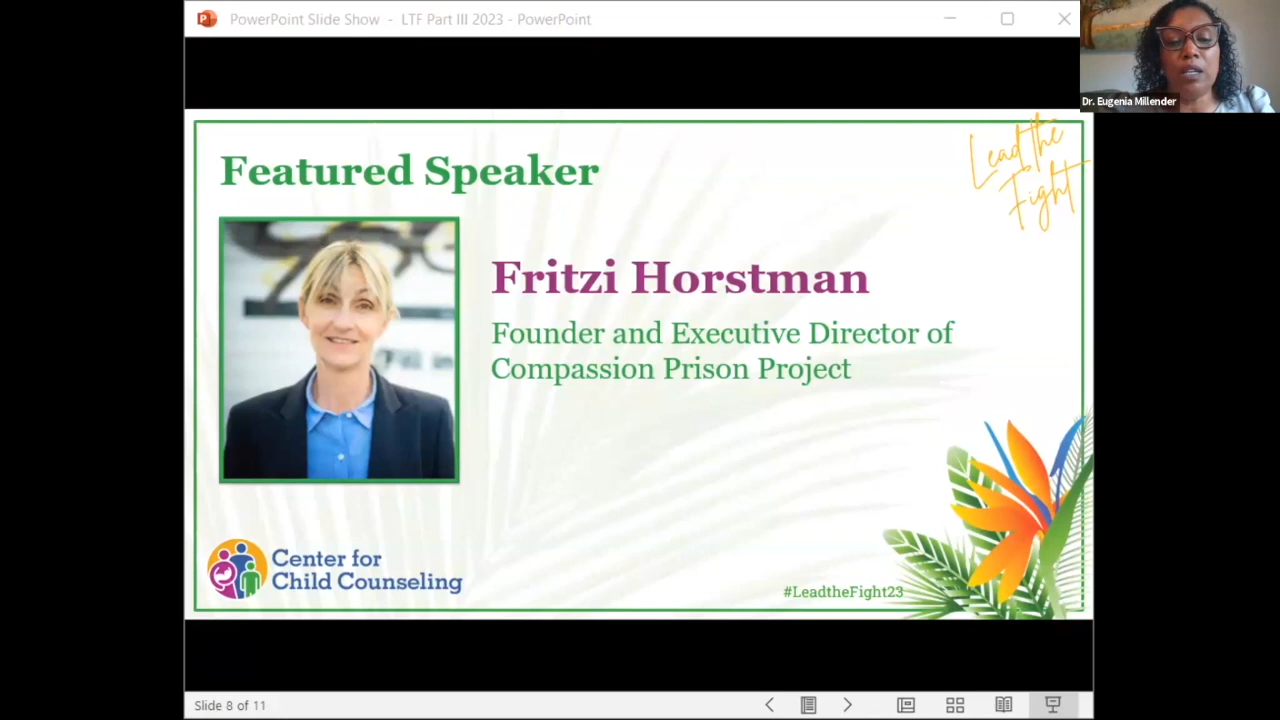 PowerPoint Slide Show - LTF Part III 2023 - PowerPoint
Dr. Eugenia Millender
Lead the
Fight
Featured Speaker
Fritzi Horstman
Founder and Executive Director of
Compassion Prison Project
Center for
Child Counseling
#LeadtheFight23
Slide 8 of 11